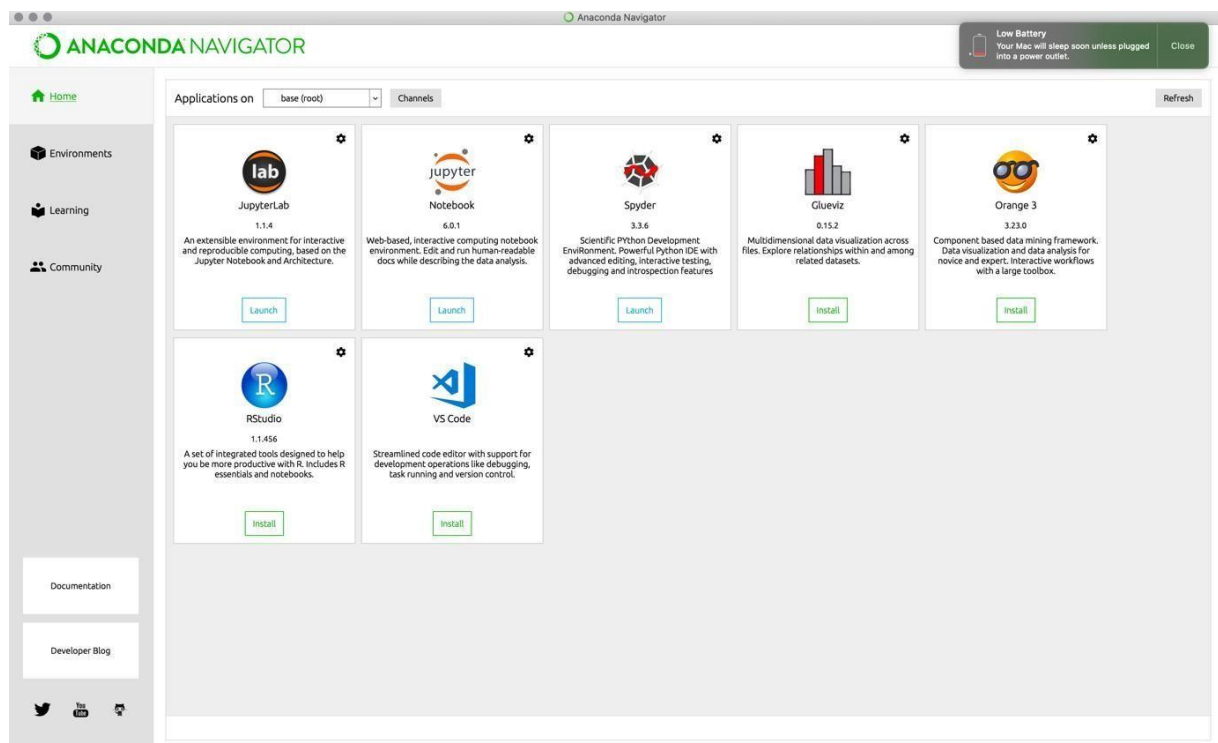 Anaconda Navigator
ANACONDA NAVIGATOR
Low Battery
Your Mac will sleep soon unless plugged
into a power outlet.
Close
Home
Environments
Learning
Community
Documentation
Developer Blog
You
Tube
Applications on base (root) Channels Refresh
lab
JupyterLab
1.1.4
An extensible environment for interactive
and reproducible computing, based on the
Jupyter Notebook and Architecture.
Launch
jupyter
Notebook
6.0.1
Web-based, interactive computing notebook
environment. Edit and run human-readable
docs while describing the data analysis.
Launch
Spyder
3.3.6
Scientific PYthon Development
EnviRonment. Powerful Python IDE with
advanced editing, interactive testing,
debugging and introspection features
Launch
Glueviz
0.15.2
Multidimensional data visualization across
files. Explore relationships within and among
related datasets.
Install
Orange 3
3.23.0
Component based data mining framework.
Data visualization and data analysis for
novice and expert. Interactive workflows
with a large toolbox.
Install
R
RStudio
1.1.456
A set of integrated tools designed to help
you be more productive with R. Includes R
essentials and notebooks.
Install
VS Code
Streamlined code editor with support for
development operations like debugging,
task running and version control.
Install